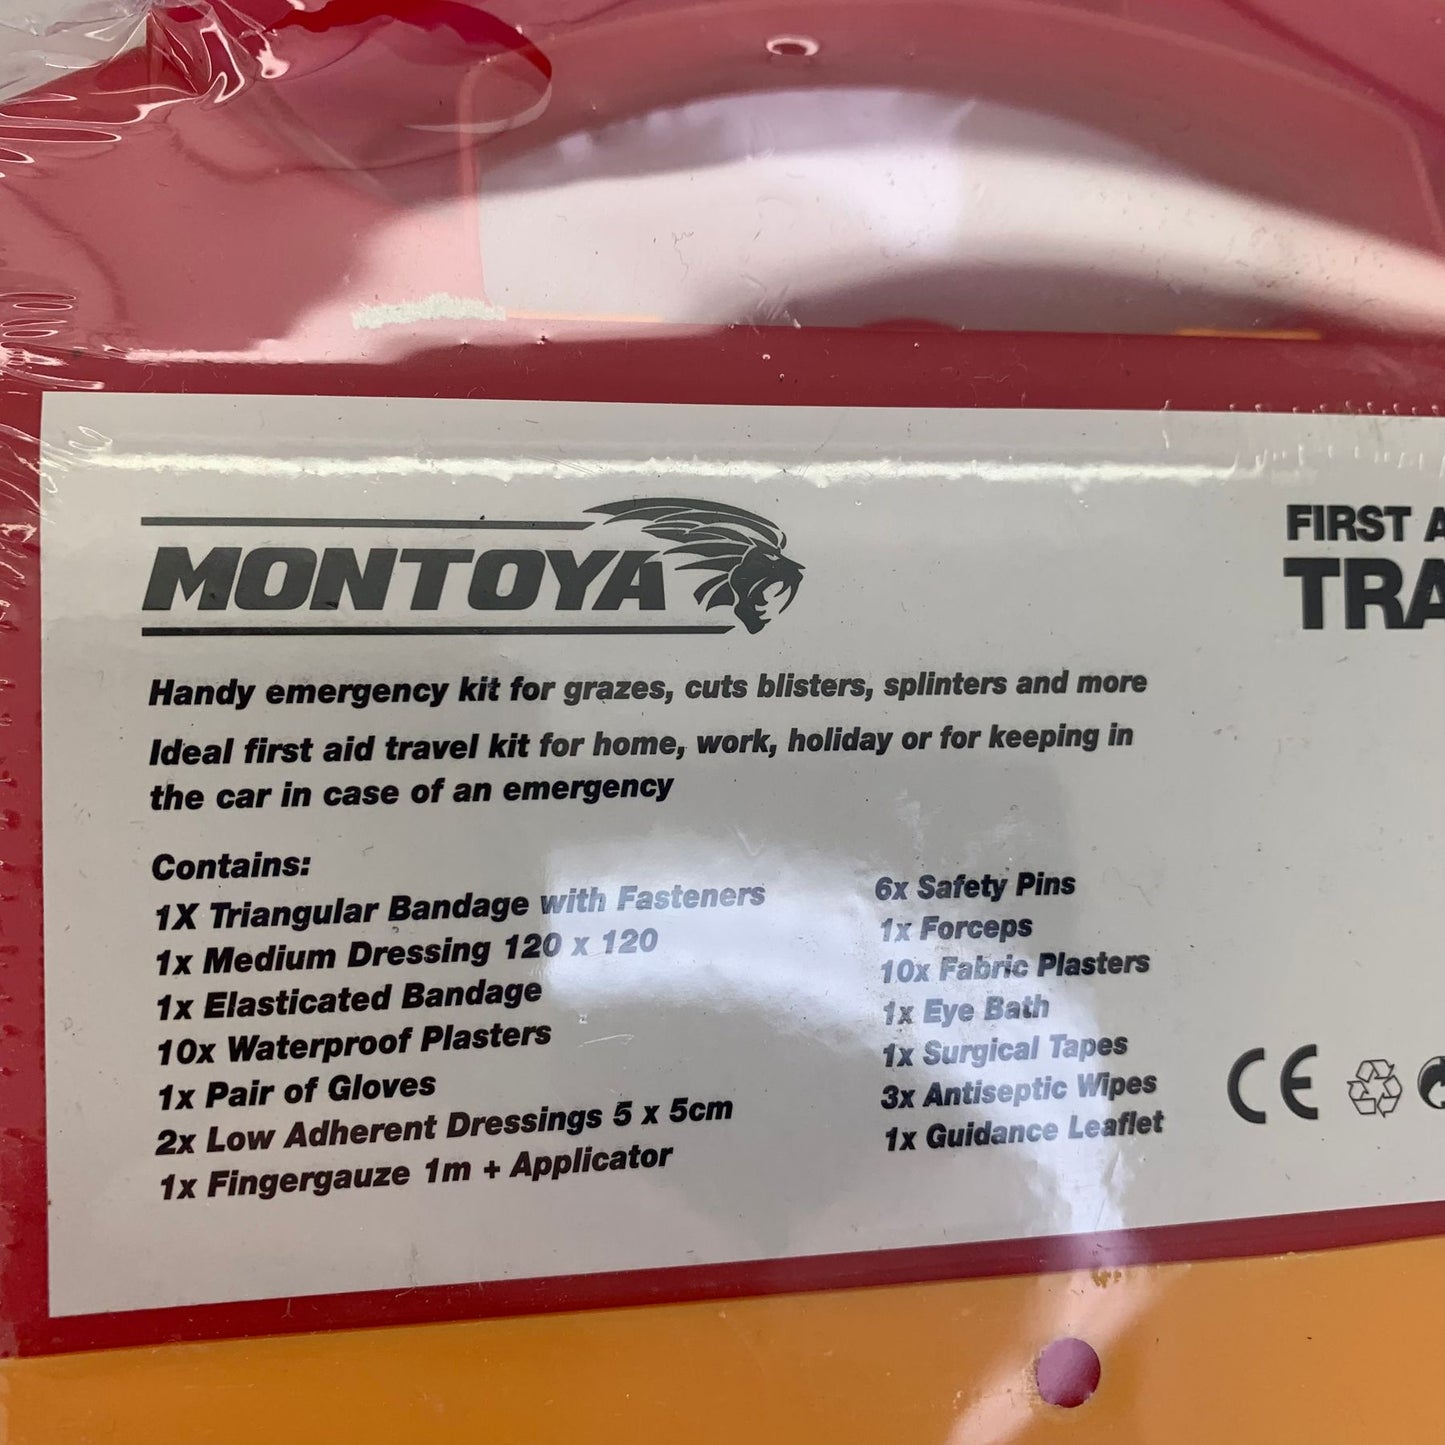 MONTOYA
FIRST A
TRA
Handy emergency kit for grazes, cuts blisters, splinters and more
Ideal first aid travel kit for home, work, holiday or for keeping in
the car in case of an emergency
Contains:
1X Triangular Bandage with Fasteners
1x Medium Dressing 120 x 120
1x Elasticated Bandage
10x Waterproof Plasters
1x Pair of Gloves
2x Low Adherent Dressings 5 x 5cm
1x Fingergauze 1m + Applicator
6x Safety Pins
1x Forceps
10x Fabric Plasters
1x Eye Bath
1x Surgical Tapes
3x Antiseptic Wipes
1x Guidance Leaflet
CE